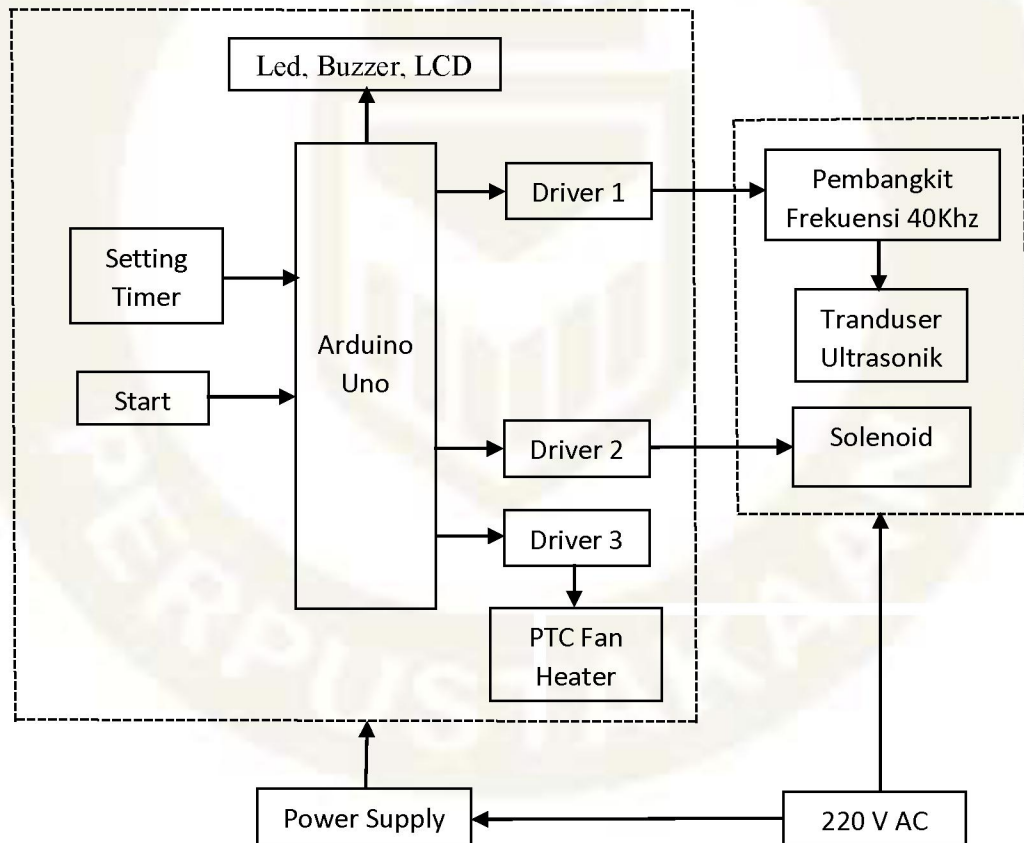 Led, Buzzer, LCD
Setting
Timer
Start
Arduino
Uno
Driver 1
Driver 2
Driver 3
PTC Fan
Heater
Pembangkit
Frekuensi 40Khz
Tranduser
Ultrasonik
Solenoid
Power Supply
220 V AC
PERPUSTAKAAN